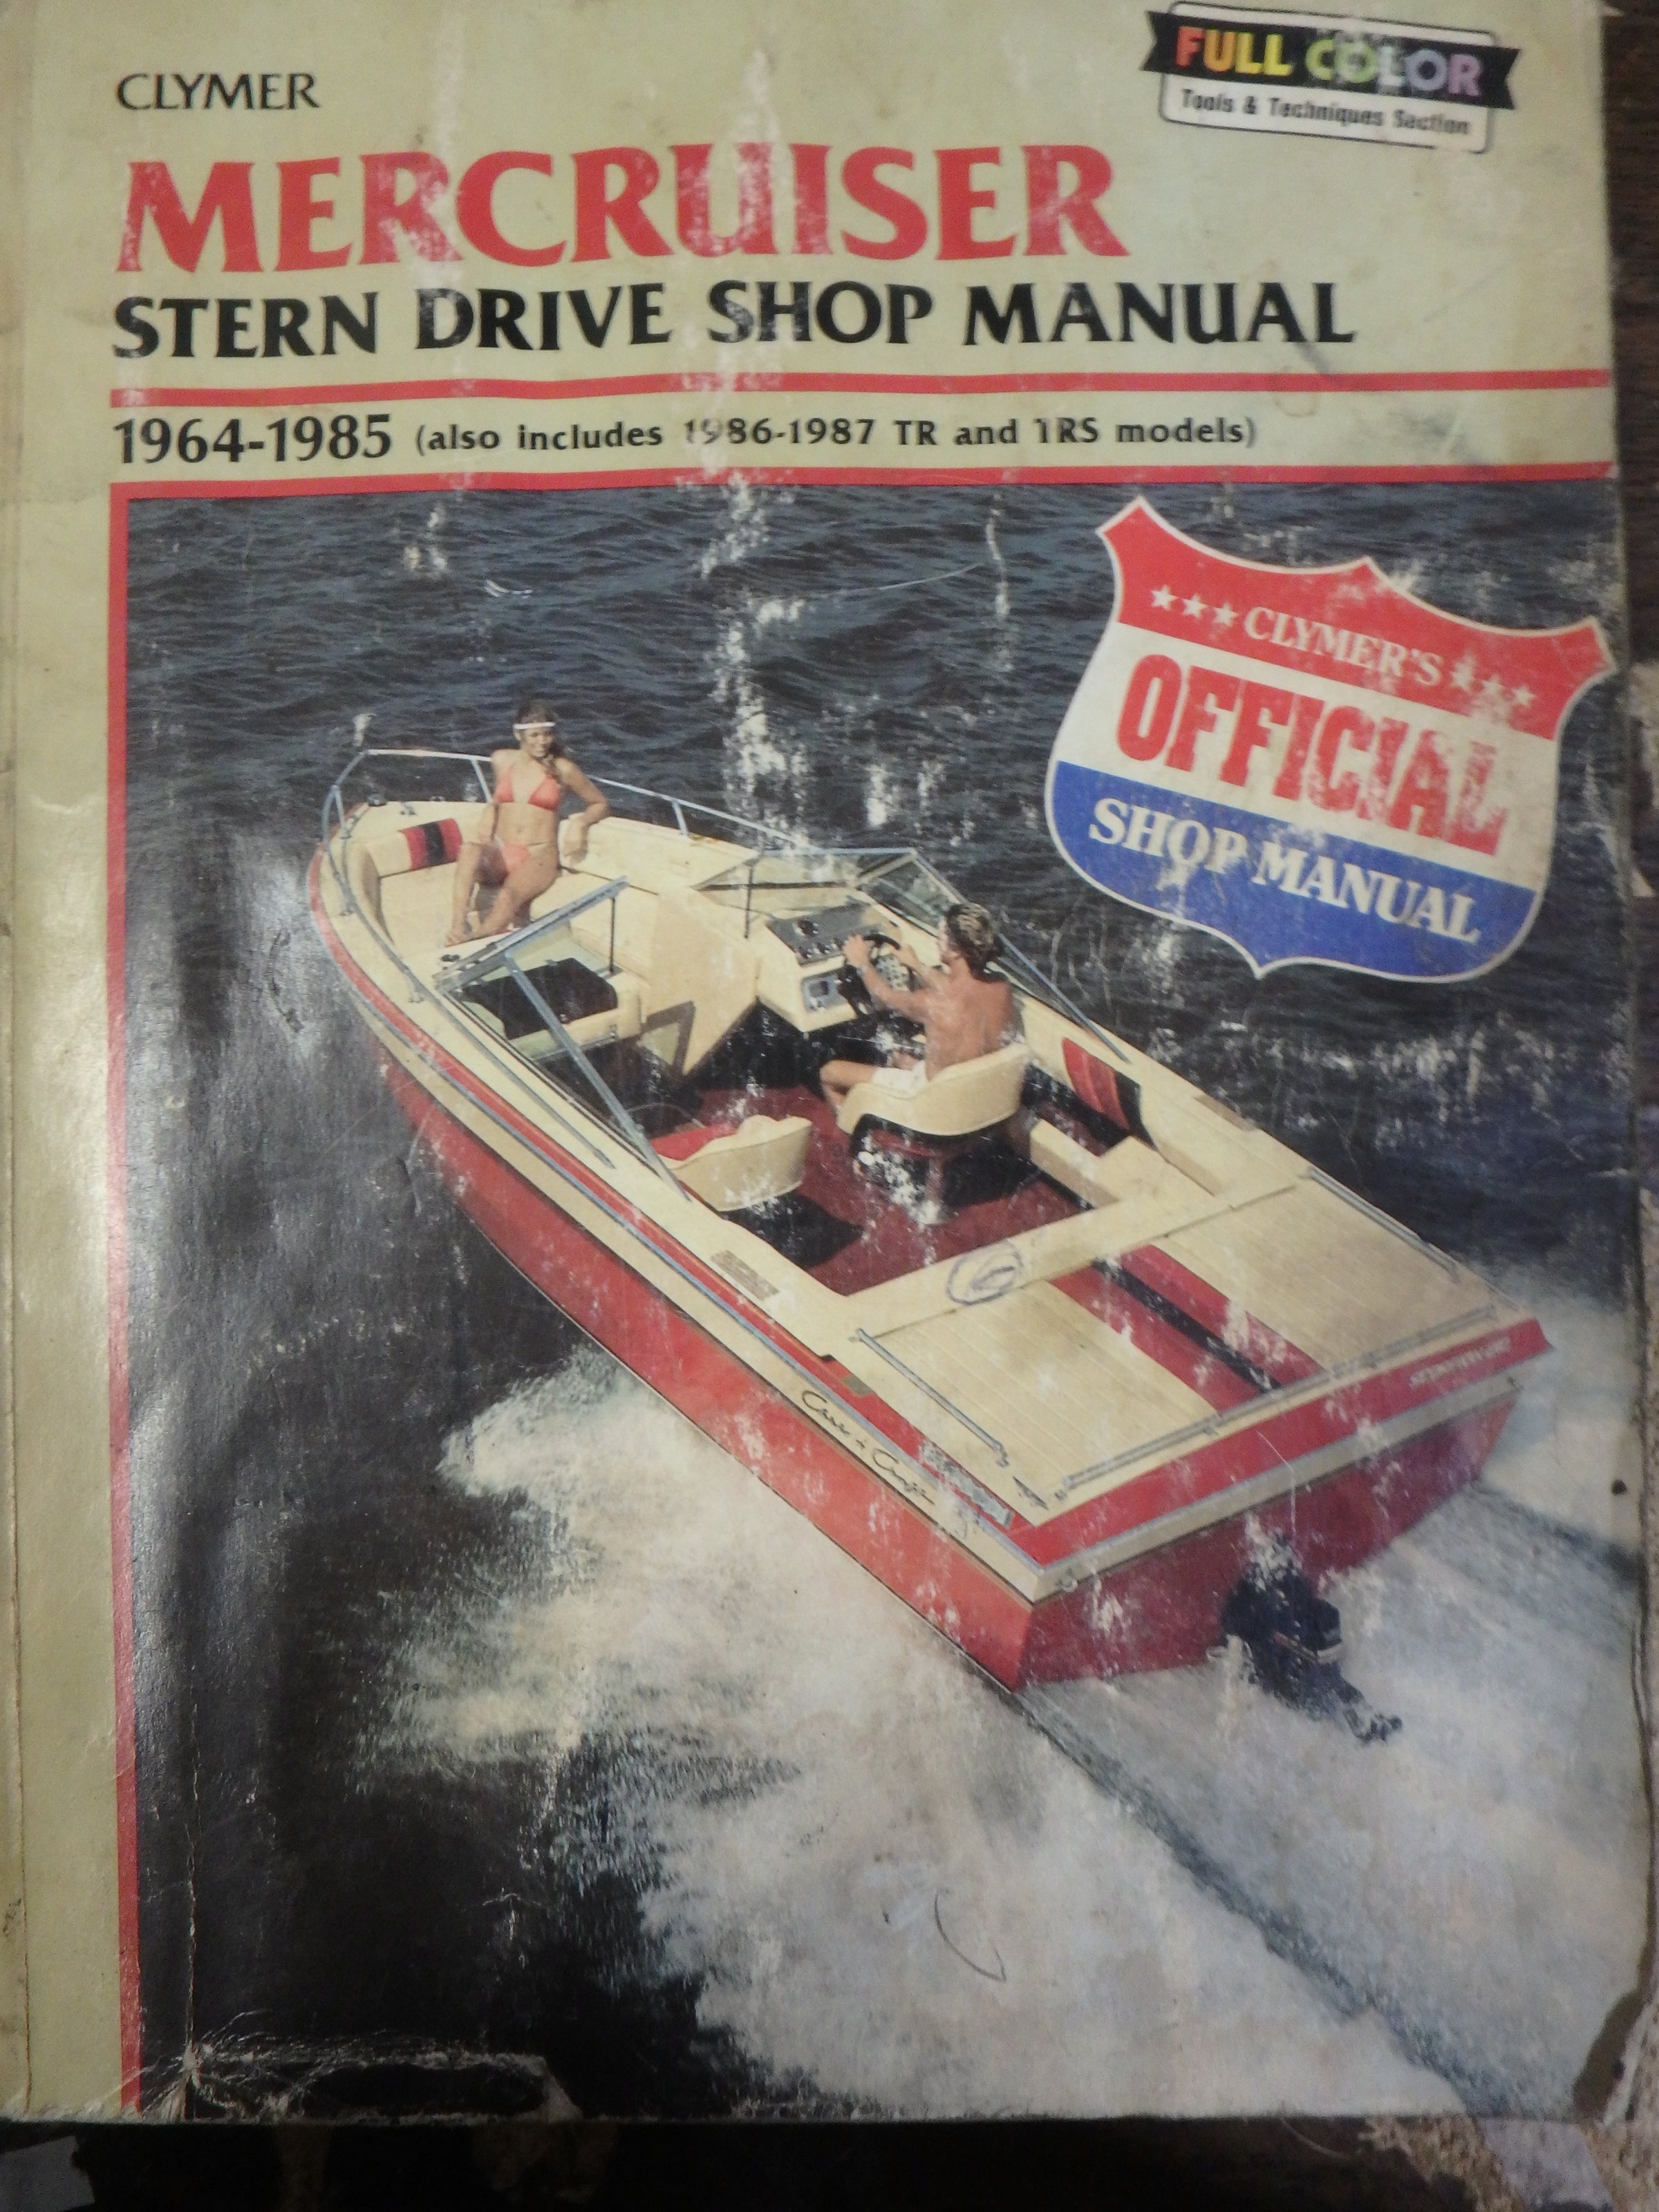 CLYMER
FULL COLOR
Tools & Techniques Section
MERCRUISER
STERN DRIVE SHOP MANUAL
1964-1985 (also includes 1986-1987 TR and TRS models)
★★★ CLYMER'S ★★★
OFFICIAL
SHOP MANUAL